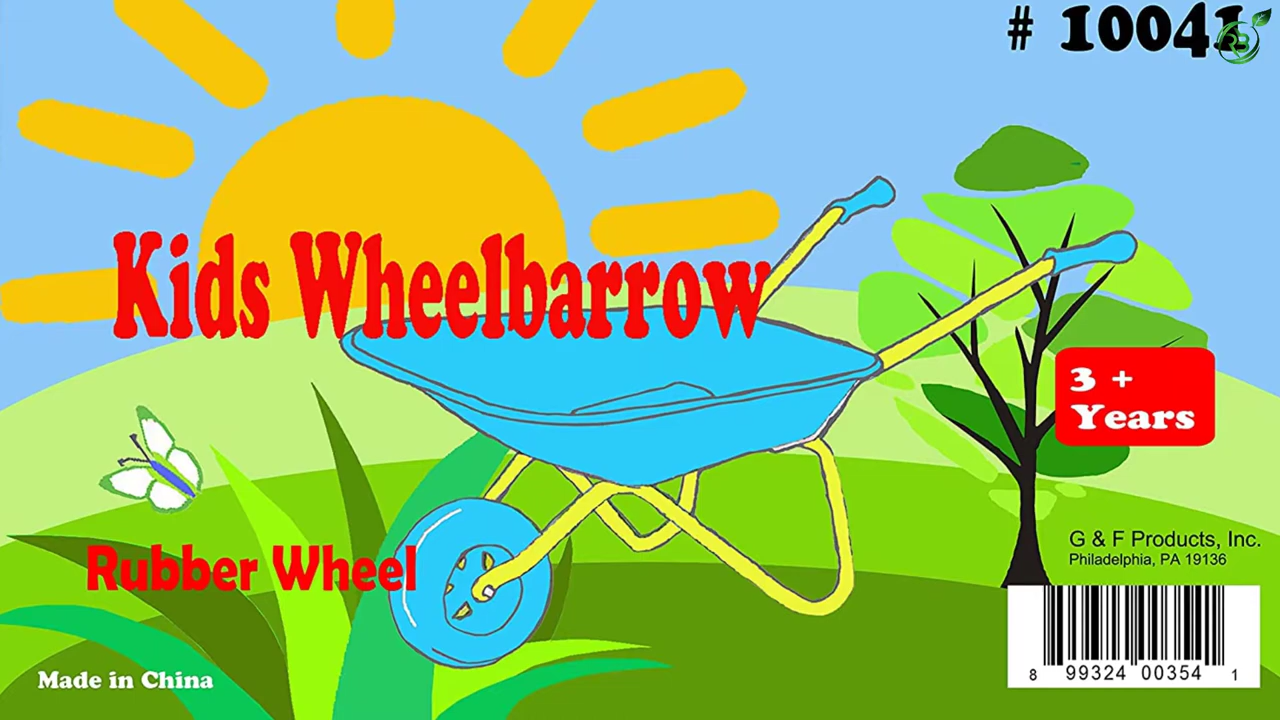 # 10041
Kids Wheelbarrow
3 +
Years
G & F Products, Inc.
Philadelphia, PA 19136
Rubber Wheel
Made in China
8 99324 00354 1